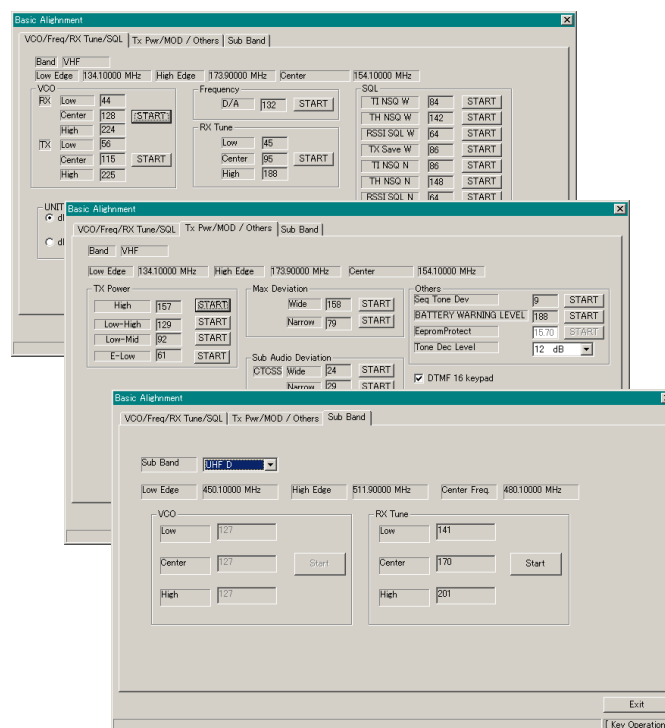 Basic Alighnment
VCO/Freq/RX Tune/SQL Tx Pwr/MOD / Others Sub Band
Band VHF
Low Edge 134.10000 MHz High Edge 173.90000 MHz Center 154.10000 MHz
VCO
RX Low 44
Center 128 START
High 224
TX Low 56
Center 115 START
High 225
Frequency
D/A 132 START
RX Tune
Low 45
Center 95 START
High 188
SQL
TI NSQ W 84 START
TH NSQ W 142 START
RSSI SQL W 64 START
TX Save W 86 START
TI NSQ N 86 START
TH NSQ N 148 START
RSSI SQL N 64 START
UNIT
Basic Alighnment
VCO/Freq/RX Tune/SQL Tx Pwr/MOD / Others Sub Band
Band VHF
Low Edge 134.10000 MHz High Edge 173.90000 MHz Center 154.10000 MHz
TX Power
High 157 START
Low-High 129 START
Low-Mid 92 START
E-Low 61 START
Max Deviation
Wide 158 START
Narrow 79 START
Sub Audio Deviation
CTCSS Wide 24 START
Narrow 29 START
Others
Seq Tone Dev 9 START
BATTERY WARNING LEVEL 188 START
EepromProtect 15.70 START
Tone Dec Level 12 dB
DTMF 16 keypad
Basic Alighnment
VCO/Freq/RX Tune/SQL Tx Pwr/MOD / Others Sub Band
Sub Band UHF D
Low Edge 450.10000 MHz High Edge 511.90000 MHz Center Freq. 480.10000 MHz
VCO
Low 127
Center 127 Start
High 127
RX Tune
Low 141
Center 170 Start
High 201
Exit
[ Key Operation